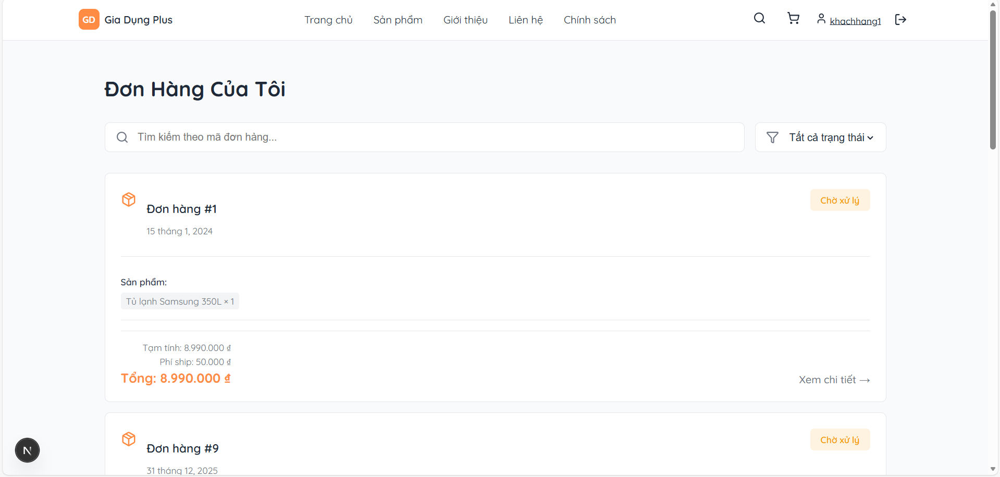 GD Gia Dụng Plus Trang chủ Sản phẩm Giới thiệu Liên hệ Chính sách khachhang1
Đơn Hàng Của Tôi
Tìm kiếm theo mã đơn hàng... Tất cả trạng thái
Đơn hàng #1 Chờ xử lý
15 tháng 1, 2024
Sản phẩm:
Tủ lạnh Samsung 350L × 1
Tạm tính: 8.990.000 ₫
Phí ship: 50.000 ₫
Tổng: 8.990.000 ₫ Xem chi tiết →
Đơn hàng #9 Chờ xử lý
31 tháng 12, 2025
N